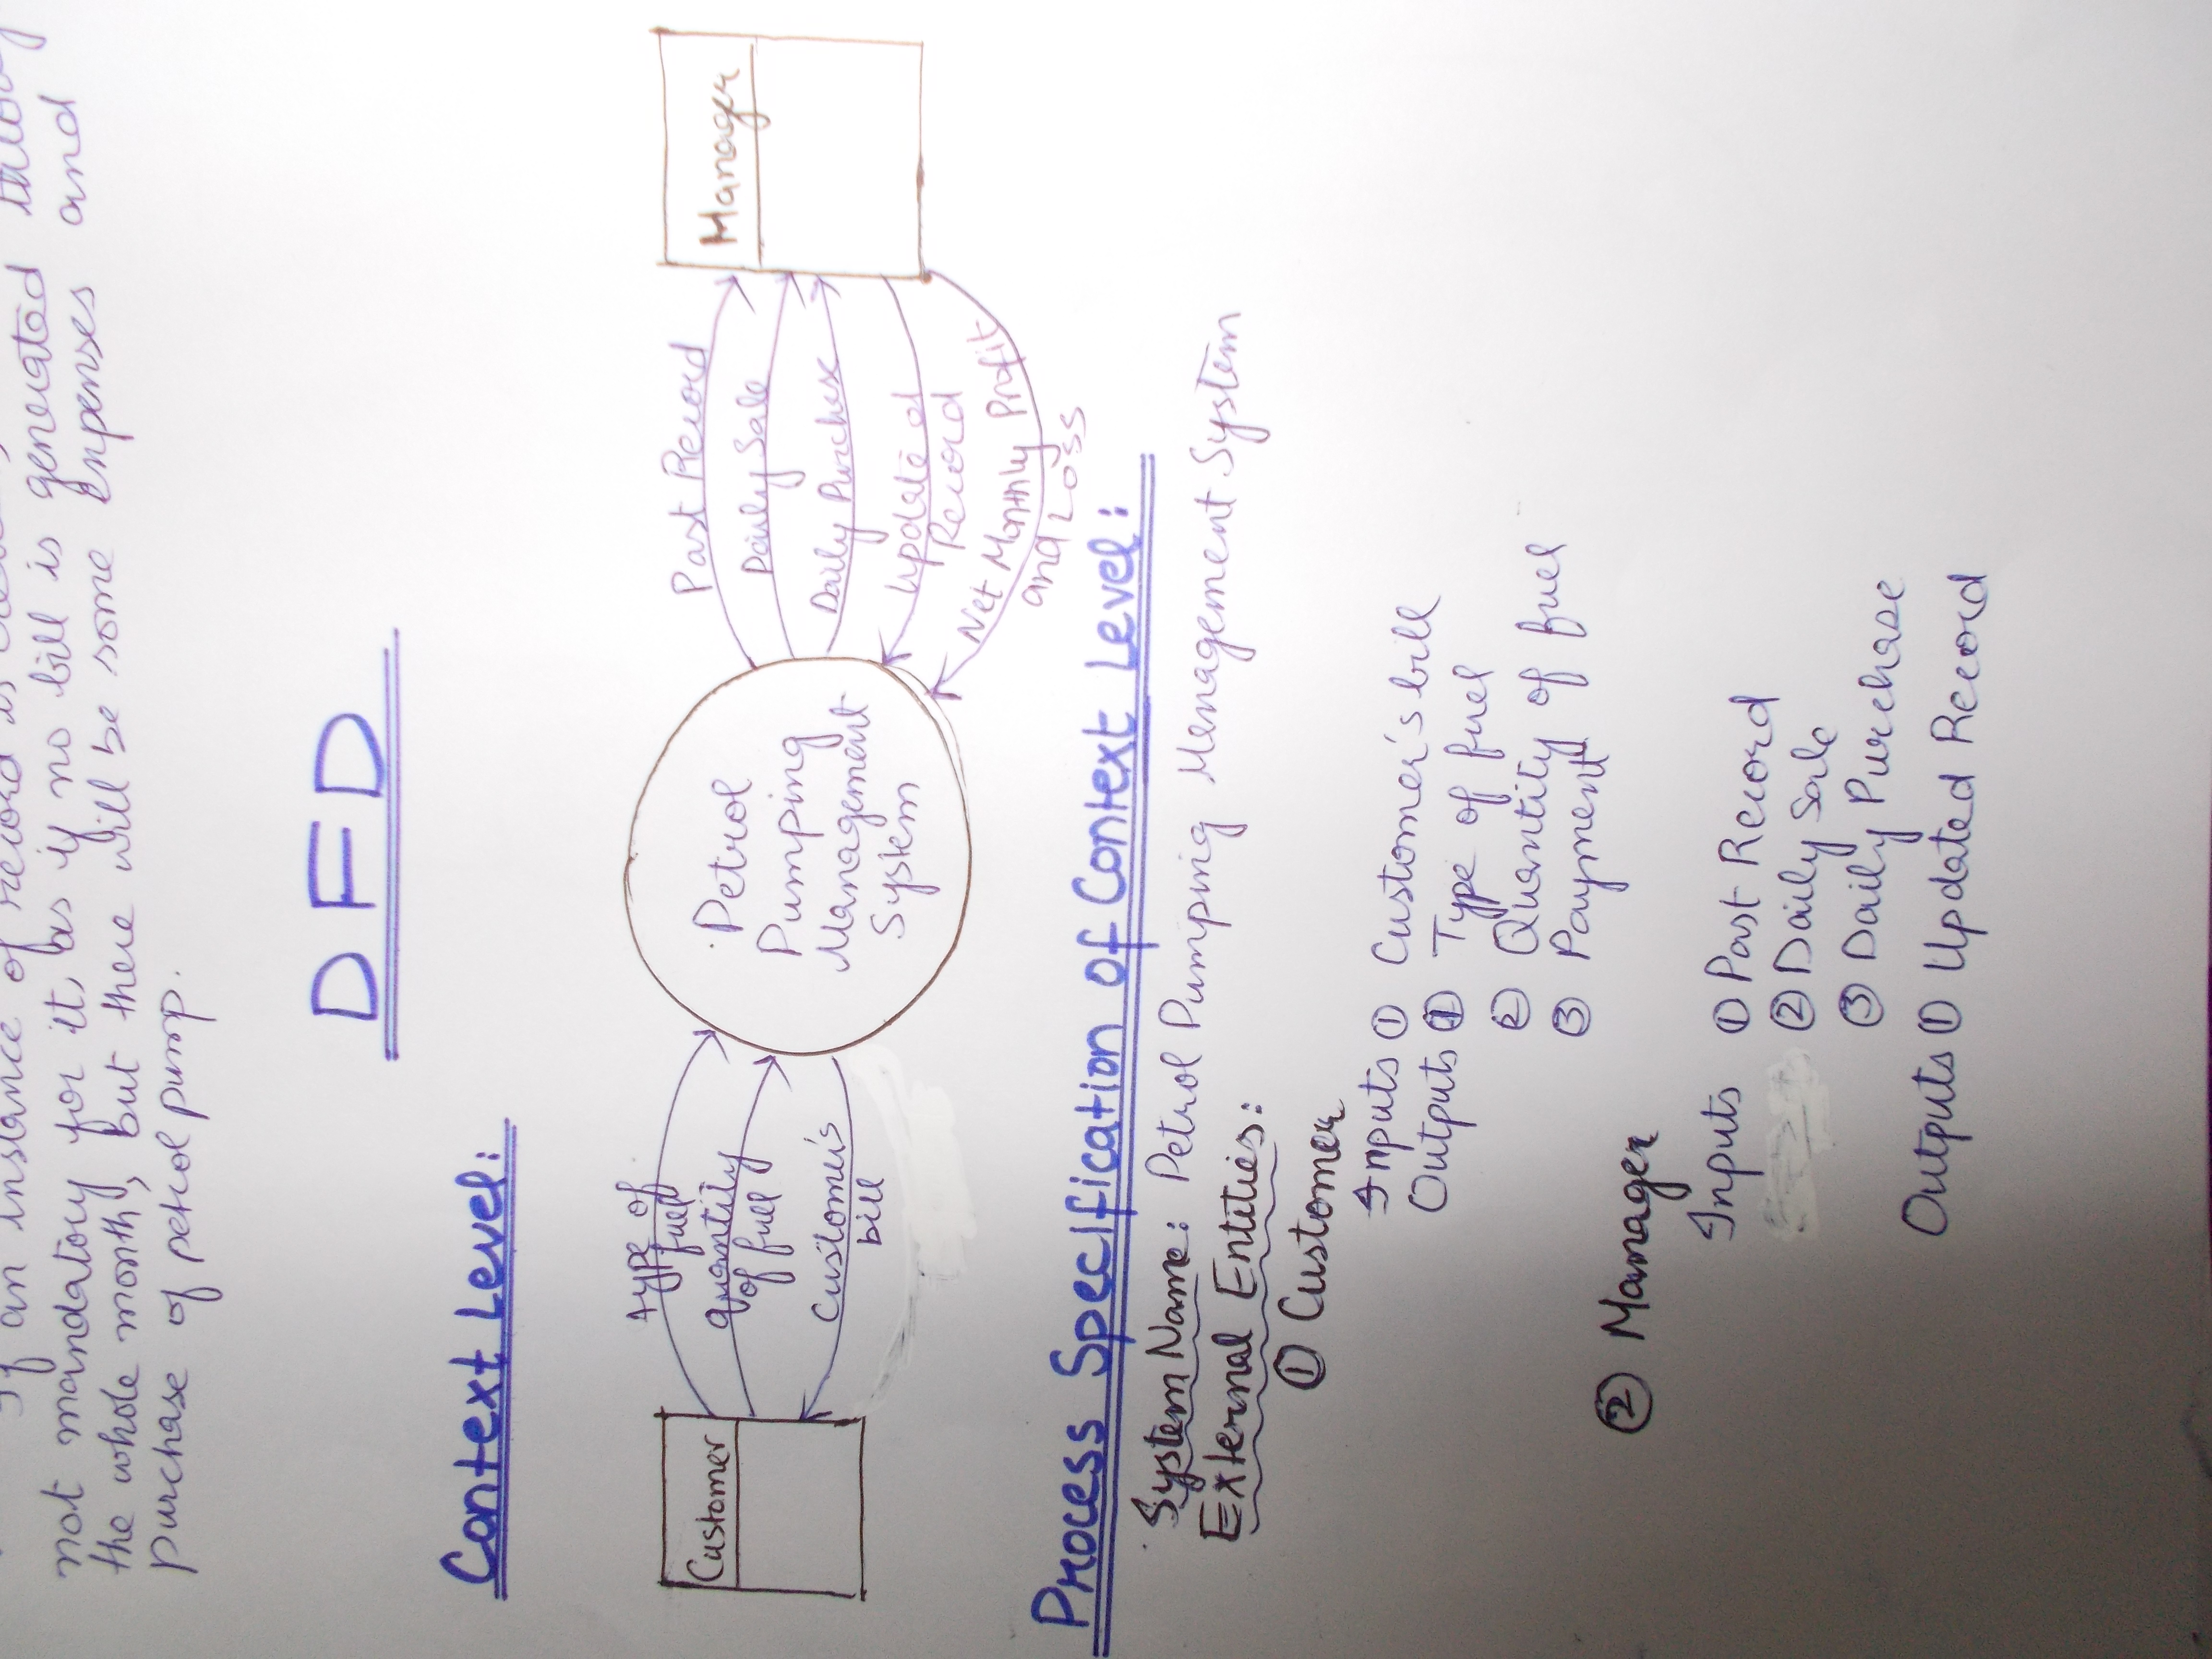 If an instance of record is
not mandatory for it, as if no bill is generated
the whole month, but there will be some expenses and
purchase of petrol pump.
DFD
Context Level:
type of
fuel
quantity
of fuel
Customer's
bill
Customer
Petrol
Pumping
Management
System
Past Record
Daily Sale
Daily Purchase
Update of
Record
Net Monthly Profit
and Loss
Manager
Process Specification of Context Level:
System Name: Petrol Pumping Management System
External Entities:
① Customer
Inputs ① Customer's bill
Outputs ① Type of fuel
② Quantity of fuel
③ Payment
② Manager
Inputs ① Past Record
② Daily Sale
③ Daily Purchase
Outputs ① Updated Record